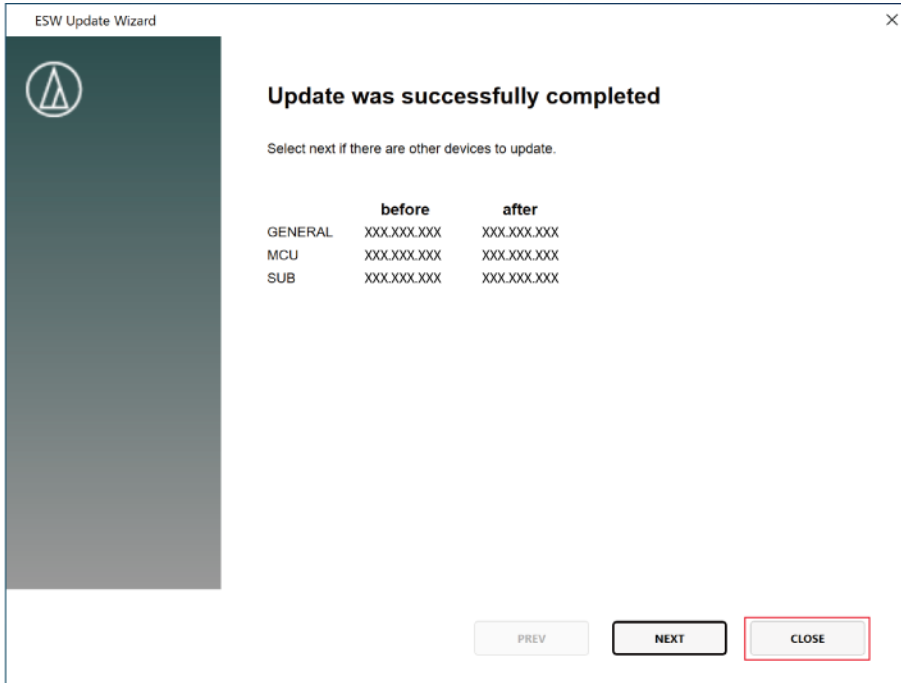 ESW Update Wizard
Update was successfully completed
Select next if there are other devices to update.
before after
GENERAL XXX.XXX.XXX XXX.XXX.XXX
MCU XXX.XXX.XXX XXX.XXX.XXX
SUB XXX.XXX.XXX XXX.XXX.XXX
PREV NEXT CLOSE